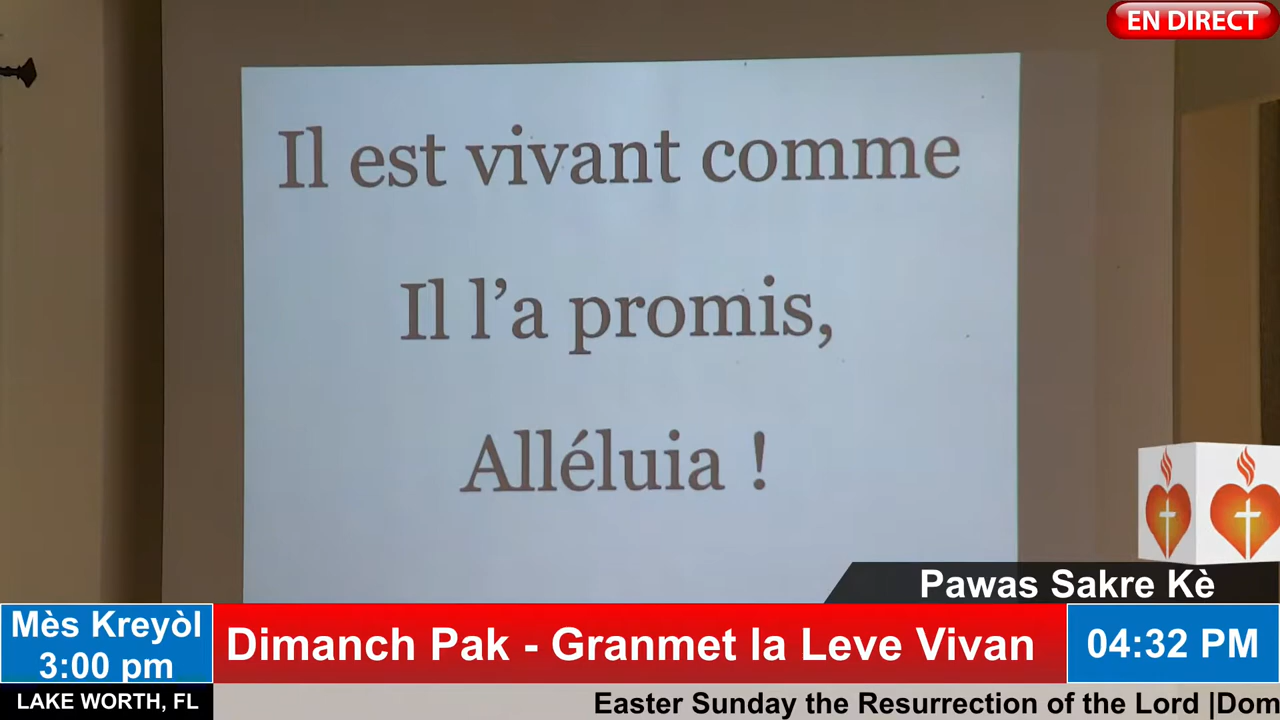 EN DIRECT
Il est vivant comme
Il l’a promis,
Alléluia !
Pawas Sakre Kè
Mès Kreyòl
3:00 pm
Dimanch Pak - Granmet la Leve Vivan
04:32 PM
LAKE WORTH, FL
Easter Sunday the Resurrection of the Lord |Dom